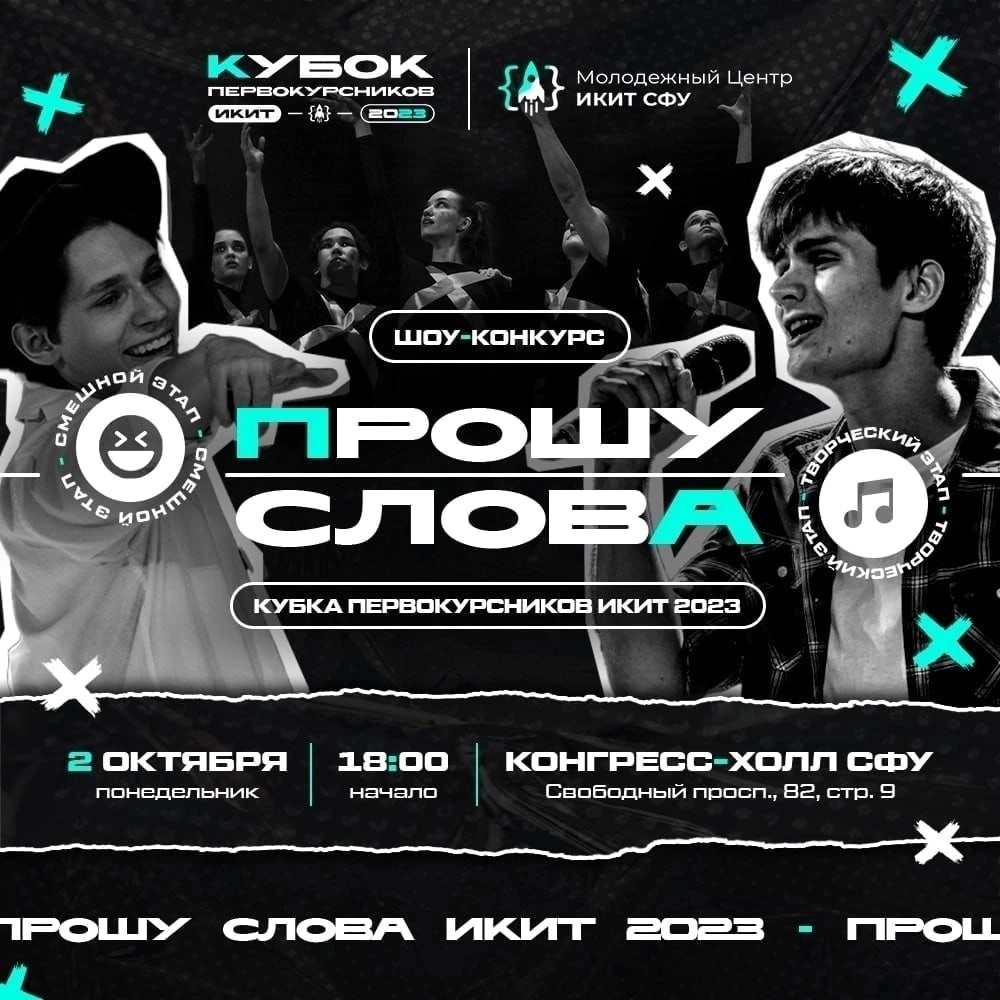 КУБОК
ПЕРВОКУРСНИКОВ
ИКИТ
2023
Молодежный Центр
ИКИТ СФУ
ШОУ-КОНКУРС
ПРОШУ
СЛОВА
СМЕШНОЙ ЭТАП - СМЕШНОЙ ЭТАП -
ТВОРЧЕСКИЙ ЭТАП - ТВОРЧЕСКИЙ ЭТАП -
КУБКА ПЕРВОКУРСНИКОВ ИКИТ 2023
2 ОКТЯБРЯ
понедельник
18:00
начало
КОНГРЕСС-ХОЛЛ СФУ
Свободный просп., 82, стр. 9
ПРОШУ СЛОВА ИКИТ 2023 - ПРОШ